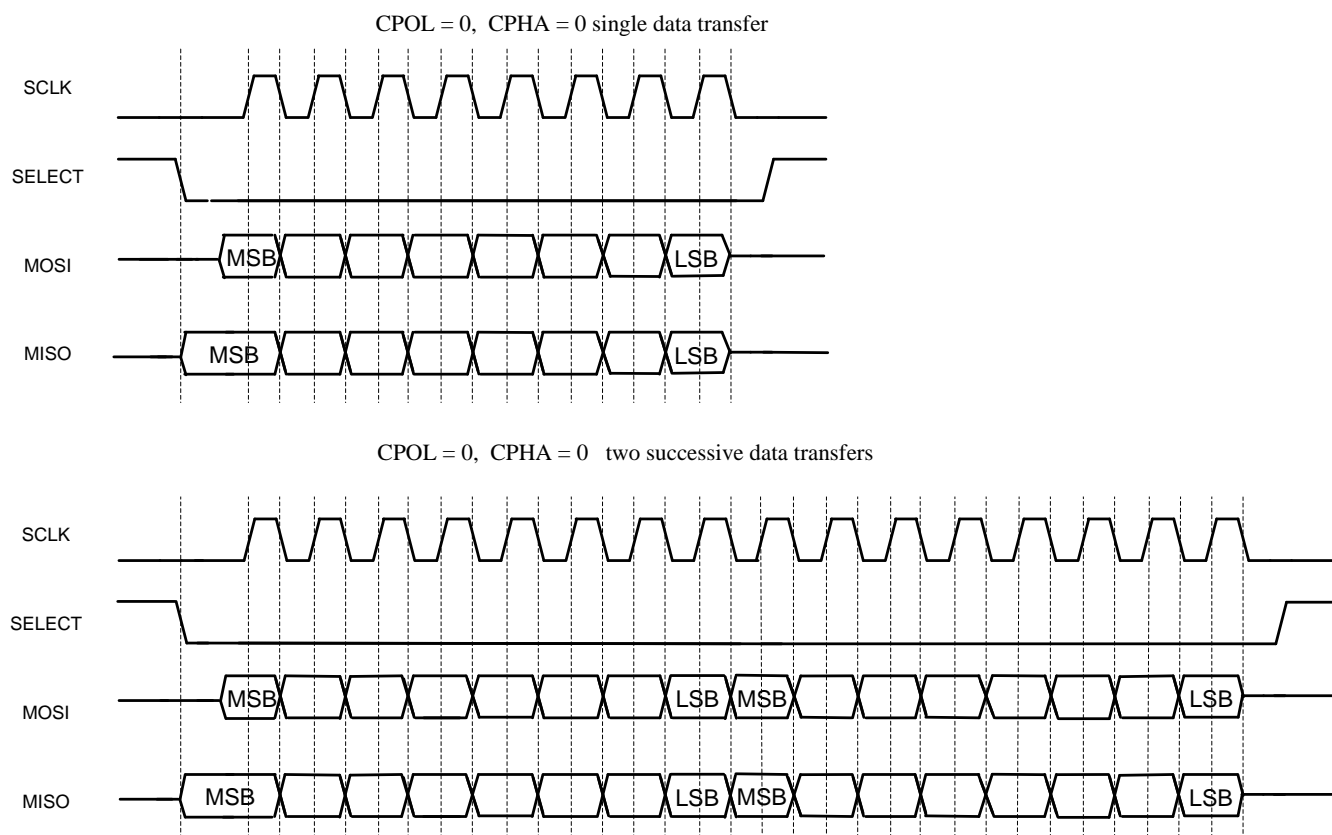 CPOL = 0, CPHA = 0 single data transfer
SCLK
SELECT
MOSI
MSB
LSB
MISO
MSB
LSB
CPOL = 0, CPHA = 0 two successive data transfers
SCLK
SELECT
MOSI
MSB
LSB
MSB
LSB
MISO
MSB
LSB
MSB
LSB